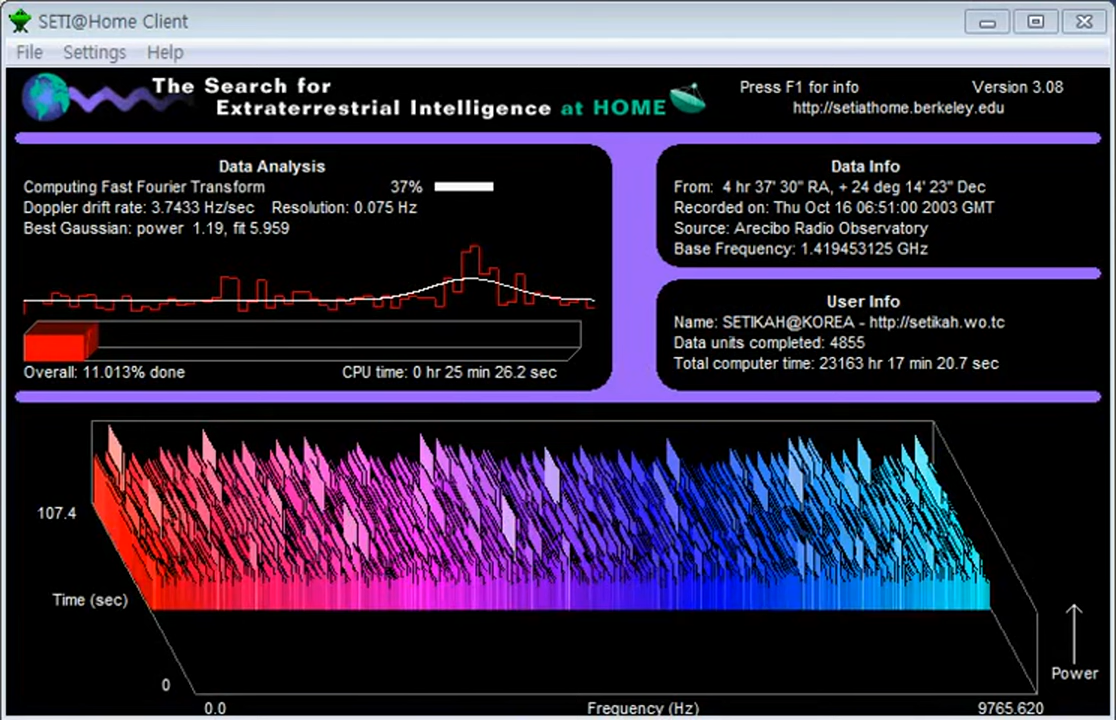 SETI@Home Client
File Settings Help
The Search for
Extraterrestrial Intelligence at HOME
Press F1 for info Version 3.08
http://setiathome.berkeley.edu
Data Analysis
Computing Fast Fourier Transform 37%
Doppler drift rate: 3.7433 Hz/sec Resolution: 0.075 Hz
Best Gaussian: power 1.19, fit 5.959
Overall: 11.013% done CPU time: 0 hr 25 min 26.2 sec
Data Info
From: 4 hr 37' 30" RA, + 24 deg 14' 23" Dec
Recorded on: Thu Oct 16 06:51:00 2003 GMT
Source: Arecibo Radio Observatory
Base Frequency: 1.419453125 GHz
User Info
Name: SETIKAH@KOREA - http://setikah.wo.tc
Data units completed: 4855
Total computer time: 23163 hr 17 min 20.7 sec
107.4
Time (sec)
0
Power
0.0 Frequency (Hz) 9765.620